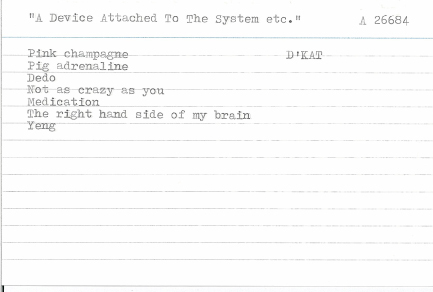 "A Device Attached To The System etc." A 26684
Pink champagne D'KAT
Pig adrenaline
Dedo
Not as crazy as you
Medication
The right hand side of my brain
Yeng